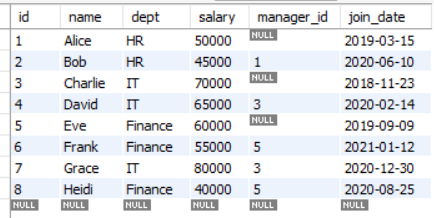 id name dept salary manager_id join_date
1 Alice HR 50000 NULL 2019-03-15
2 Bob HR 45000 1 2020-06-10
3 Charlie IT 70000 NULL 2018-11-23
4 David IT 65000 3 2020-02-14
5 Eve Finance 60000 NULL 2019-09-09
6 Frank Finance 55000 5 2021-01-12
7 Grace IT 80000 3 2020-12-30
8 Heidi Finance 40000 5 2020-08-25
NULL NULL NULL NULL NULL NULL